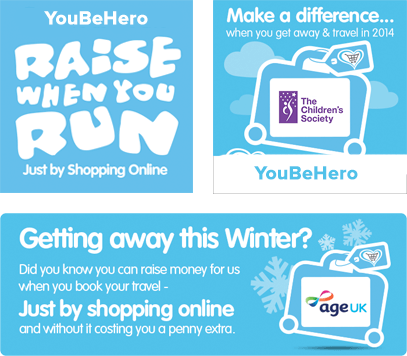 YouBeHero
RAISE
WHEN YOU
RUN
Just by Shopping Online
Make a difference...
when you get away & travel in 2014
The
Children's
Society
YouBeHero
Getting away this Winter?
Did you know you can raise money for us
when you book your travel -
Just by shopping online
and without it costing you a penny extra.
ageUK